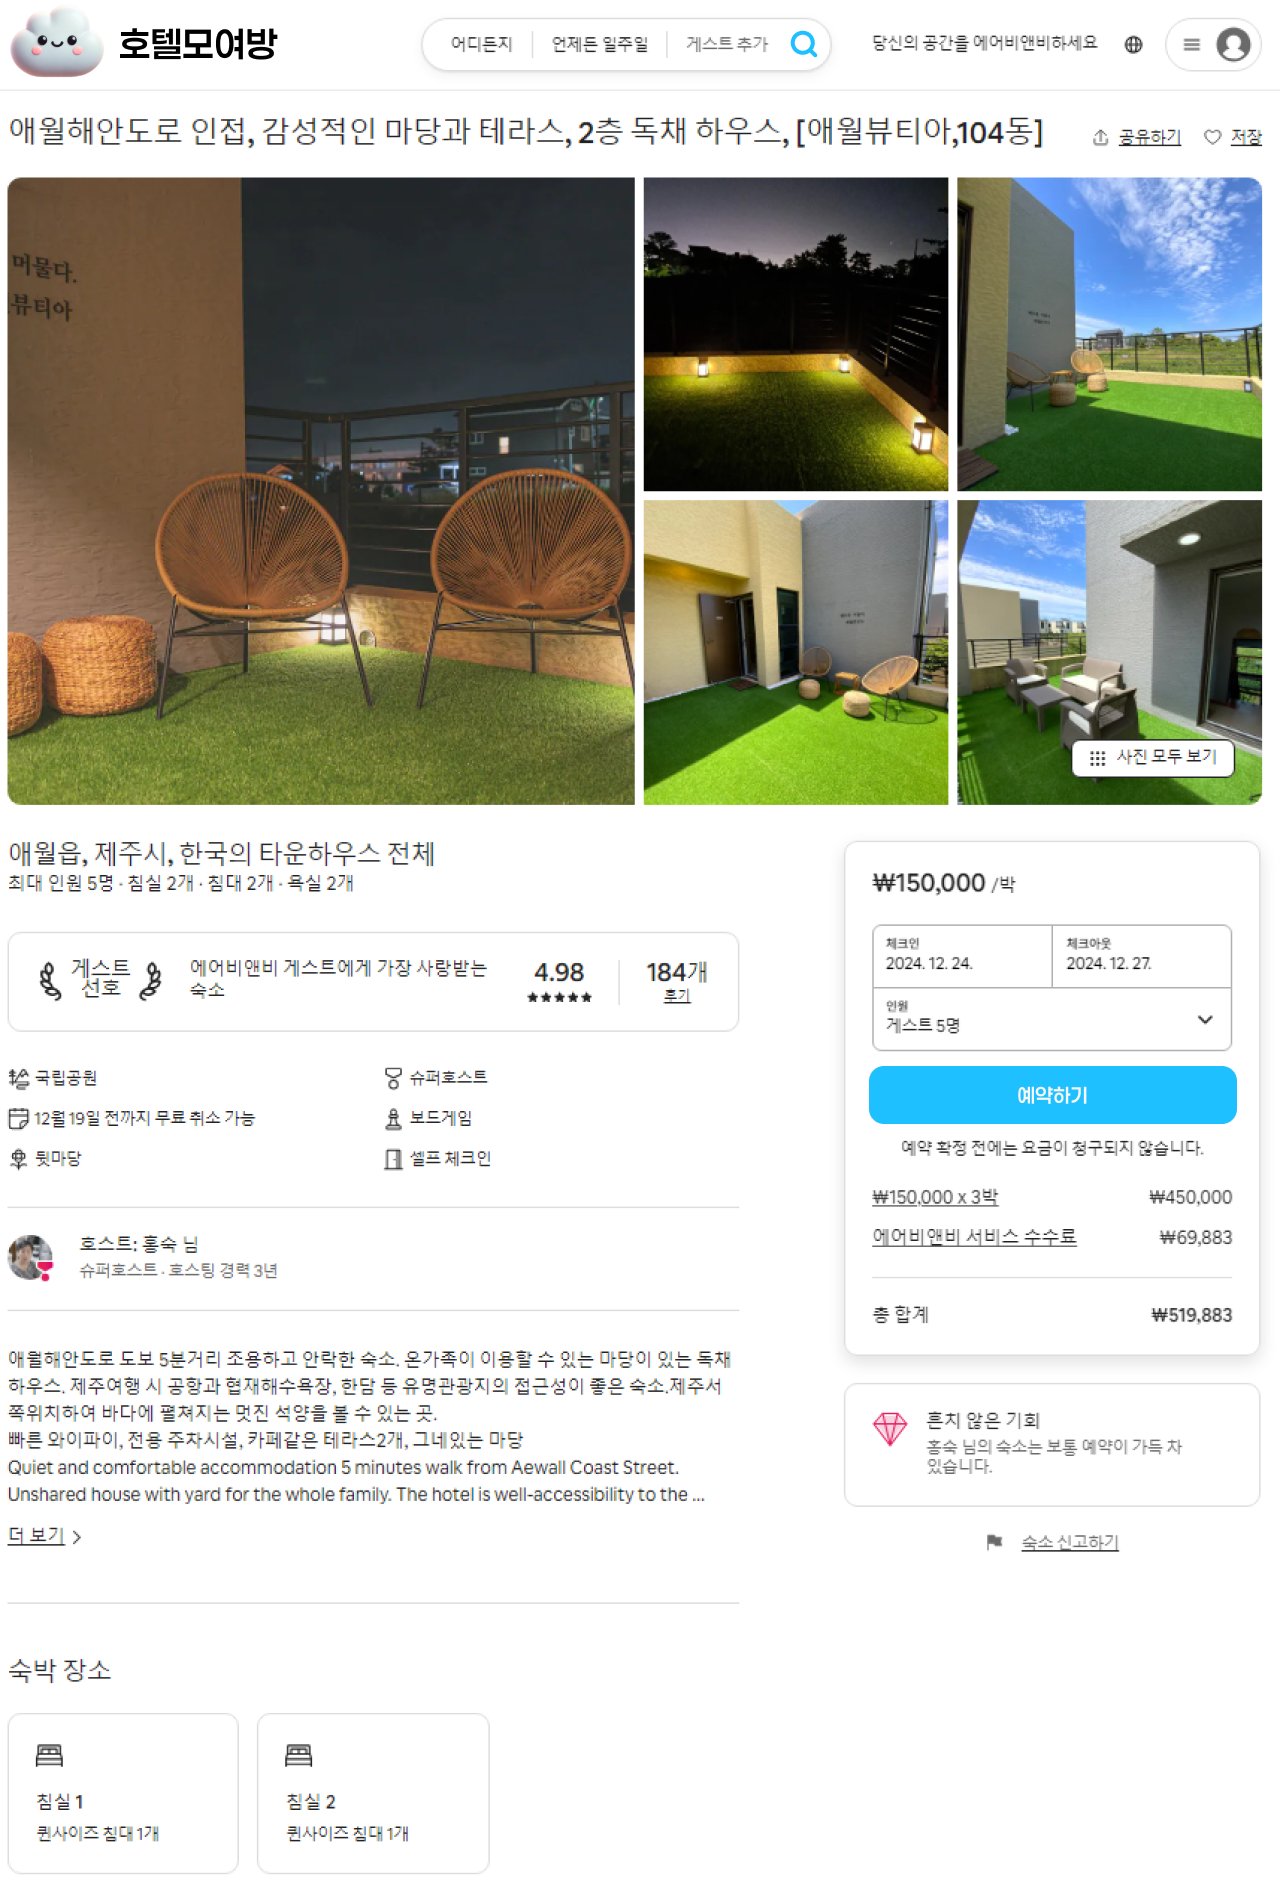 호텔모여방
어디든지 언제든 일주일 게스트 추가
당신의 공간을 에어비앤비하세요
애월해안도로 인접, 감성적인 마당과 테라스, 2층 독채 하우스, [애월뷰티아,104동]
공유하기 저장
머물다.
뷰티아
사진 모두 보기
애월읍, 제주시, 한국의 타운하우스 전체
최대 인원 5명 · 침실 2개 · 침대 2개 · 욕실 2개
게스트
선호
에어비앤비 게스트에게 가장 사랑받는
숙소
4.98
184개
후기
국립공원
슈퍼호스트
12월 19일 전까지 무료 취소 가능
보드게임
뒷마당
셀프 체크인
호스트: 홍숙 님
슈퍼호스트 · 호스팅 경력 3년
애월해안도로 도보 5분거리 조용하고 안락한 숙소. 온가족이 이용할 수 있는 마당이 있는 독채
하우스. 제주여행 시 공항과 협재해수욕장, 한담 등 유명관광지의 접근성이 좋은 숙소.제주서
쪽위치하여 바다에 펼쳐지는 멋진 석양을 볼 수 있는 곳.
빠른 와이파이, 전용 주차시설, 카페같은 테라스2개, 그네있는 마당
Quiet and comfortable accommodation 5 minutes walk from Aewall Coast Street.
Unshared house with yard for the whole family. The hotel is well-accessibility to the ...
더 보기
숙박 장소
침실 1
퀸사이즈 침대 1개
침실 2
퀸사이즈 침대 1개
₩150,000 /박
체크인
2024. 12. 24.
체크아웃
2024. 12. 27.
인원
게스트 5명
예약하기
예약 확정 전에는 요금이 청구되지 않습니다.
₩150,000 x 3박 ₩450,000
에어비앤비 서비스 수수료 ₩69,883
총 합계 ₩519,883
흔치 않은 기회
홍숙 님의 숙소는 보통 예약이 가득 차
있습니다.
숙소 신고하기